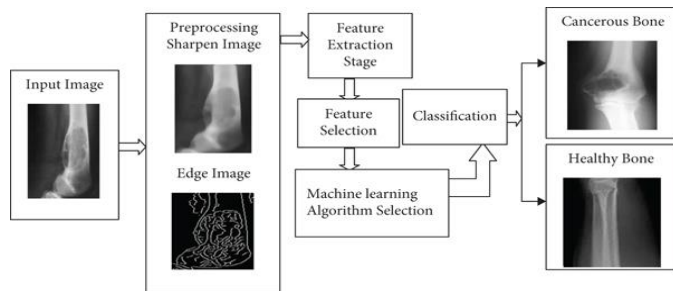 Input Image
Preprocessing
Sharpen Image
Edge Image
Feature
Extraction
Stage
Feature
Selection
Machine learning
Algorithm Selection
Classification
Cancerous Bone
Healthy Bone